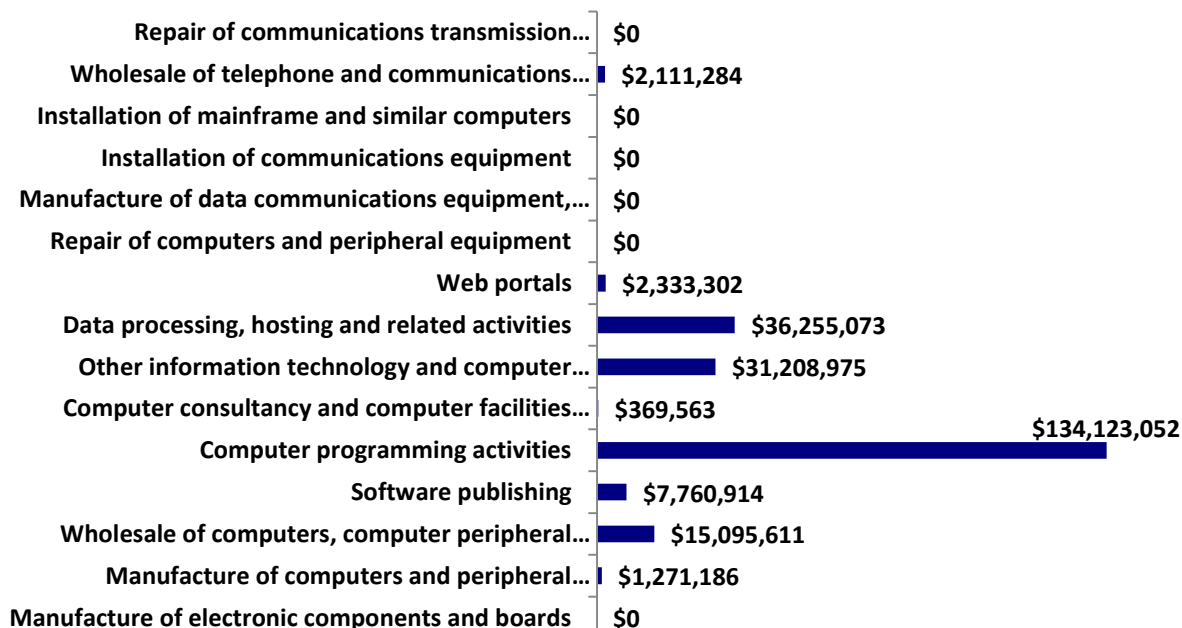 Repair of communications transmission… $0
Wholesale of telephone and communications… $2,111,284
Installation of mainframe and similar computers $0
Installation of communications equipment $0
Manufacture of data communications equipment,… $0
Repair of computers and peripheral equipment $0
Web portals $2,333,302
Data processing, hosting and related activities $36,255,073
Other information technology and computer… $31,208,975
Computer consultancy and computer facilities… $369,563
Computer programming activities $134,123,052
Software publishing $7,760,914
Wholesale of computers, computer peripheral… $15,095,611
Manufacture of computers and peripheral… $1,271,186
Manufacture of electronic components and boards $0